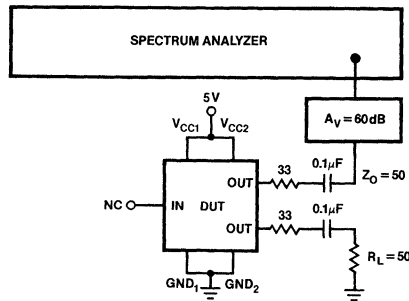 SPECTRUM ANALYZER
5V
V_CC1 V_CC2
A_V = 60dB
OUT 33 0.1μF Z_O = 50
NC IN DUT
OUT 33 0.1μF
R_L = 50
GND_1 GND_2